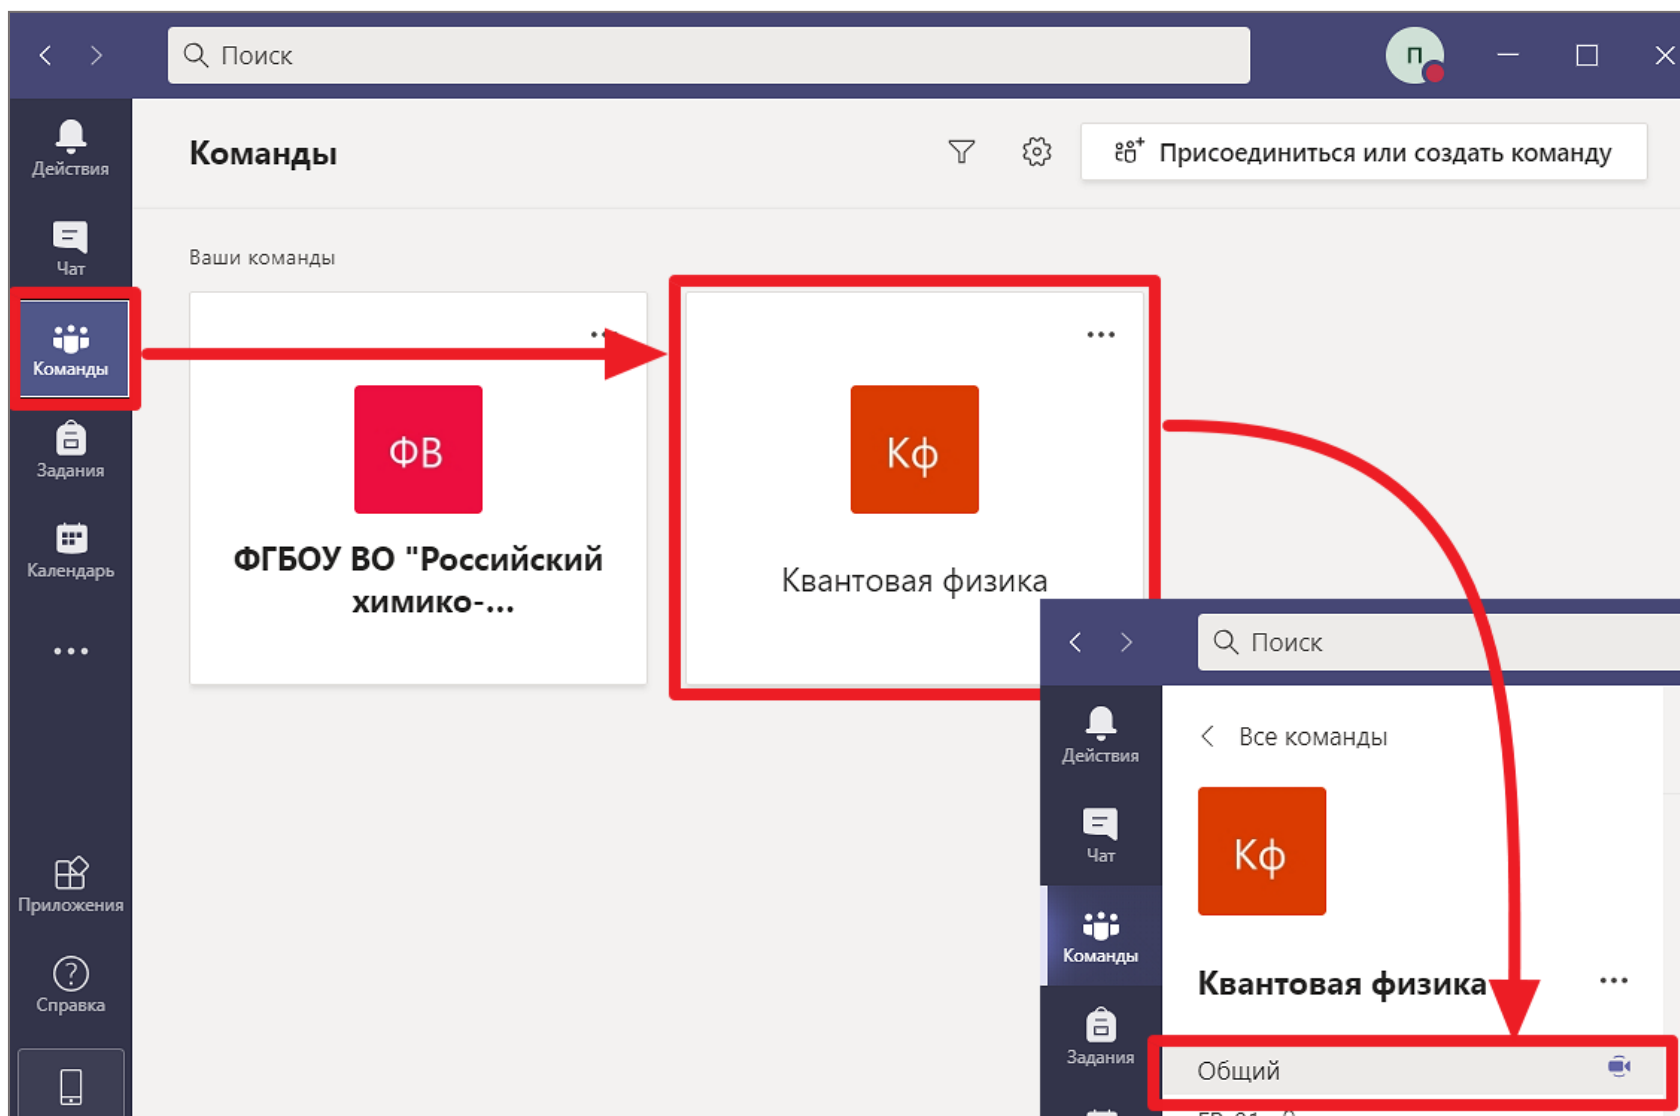 Поиск
П
Действия
Команды
Присоединиться или создать команду
Чат
Ваши команды
Команды
ФВ
Кф
Задания
ФГБОУ ВО "Российский
химико-...
Квантовая физика
Календарь
Приложения
Справка
Поиск
Действия
Все команды
Чат
Кф
Команды
Квантовая физика
Задания
Общий